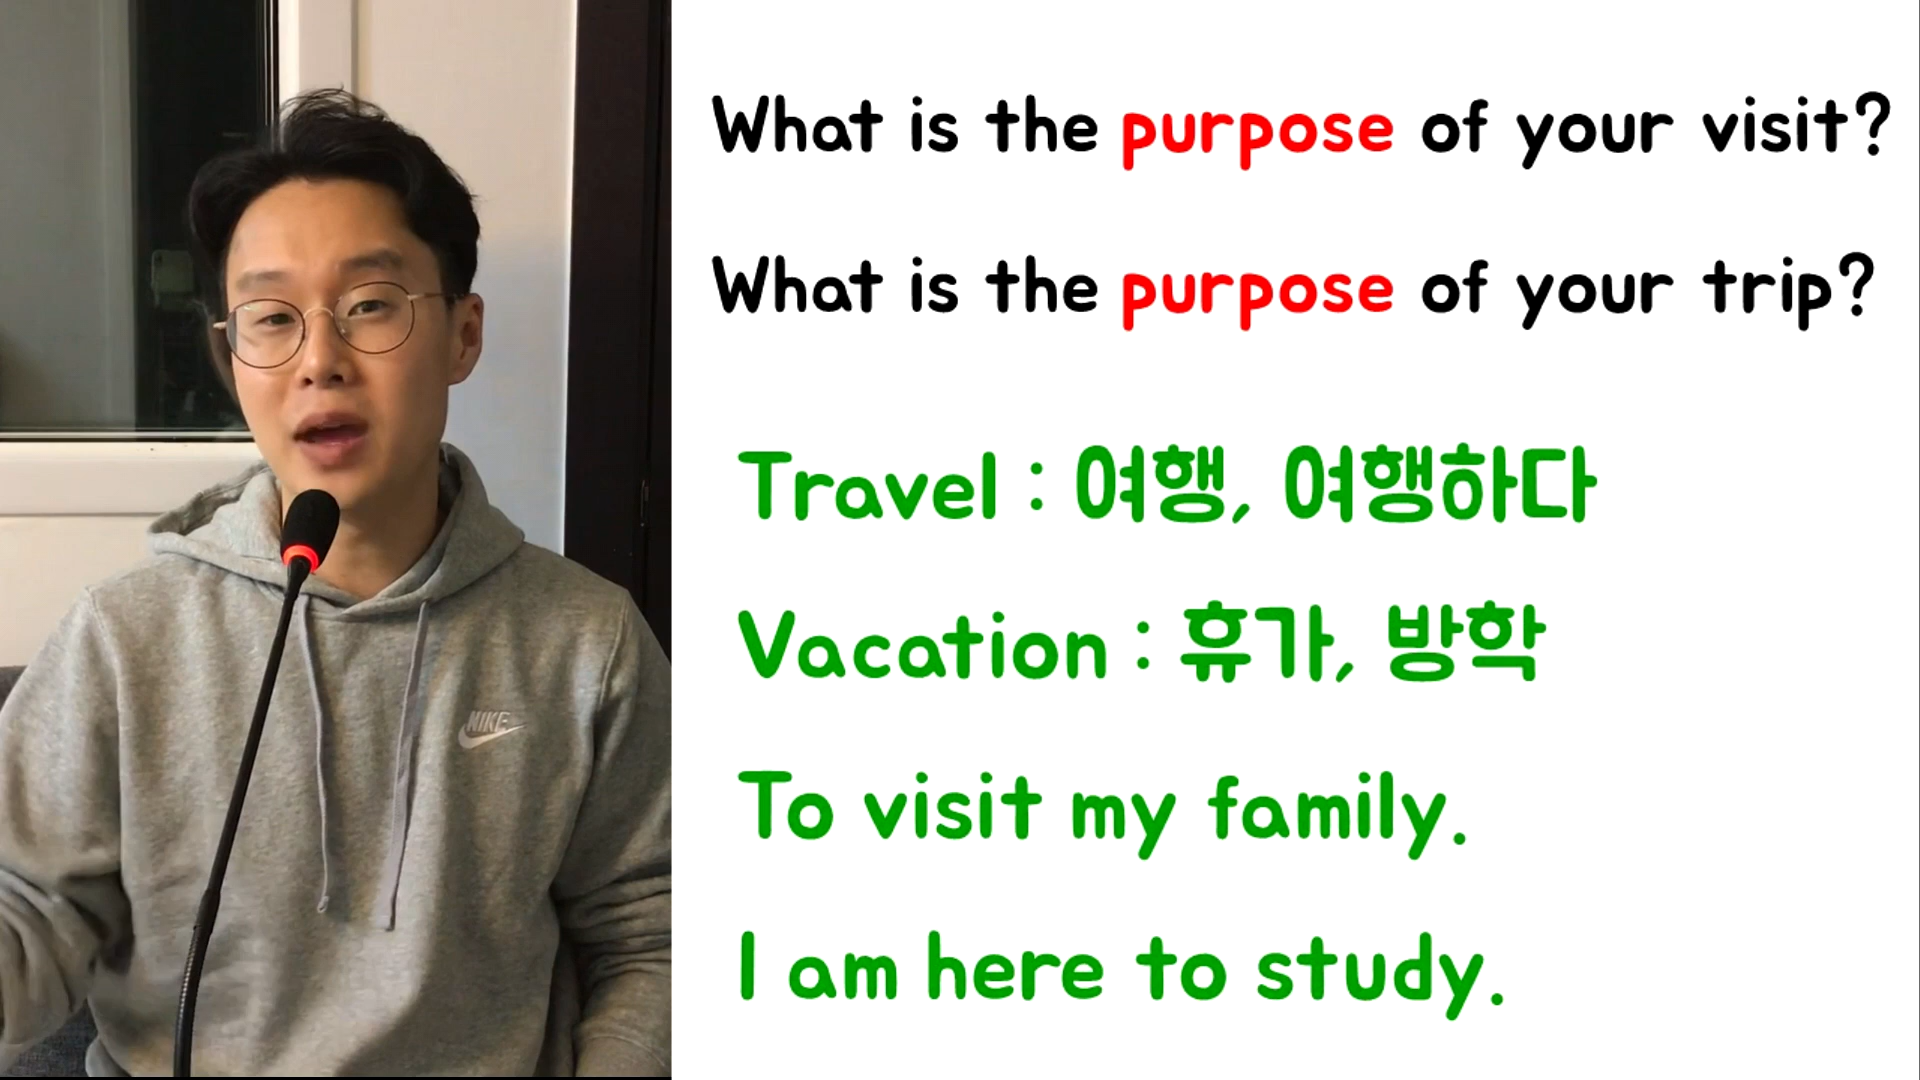 What is the purpose of your visit?
What is the purpose of your trip?
Travel : 여행, 여행하다
Vacation : 휴가, 방학
To visit my family.
I am here to study.
NIKE